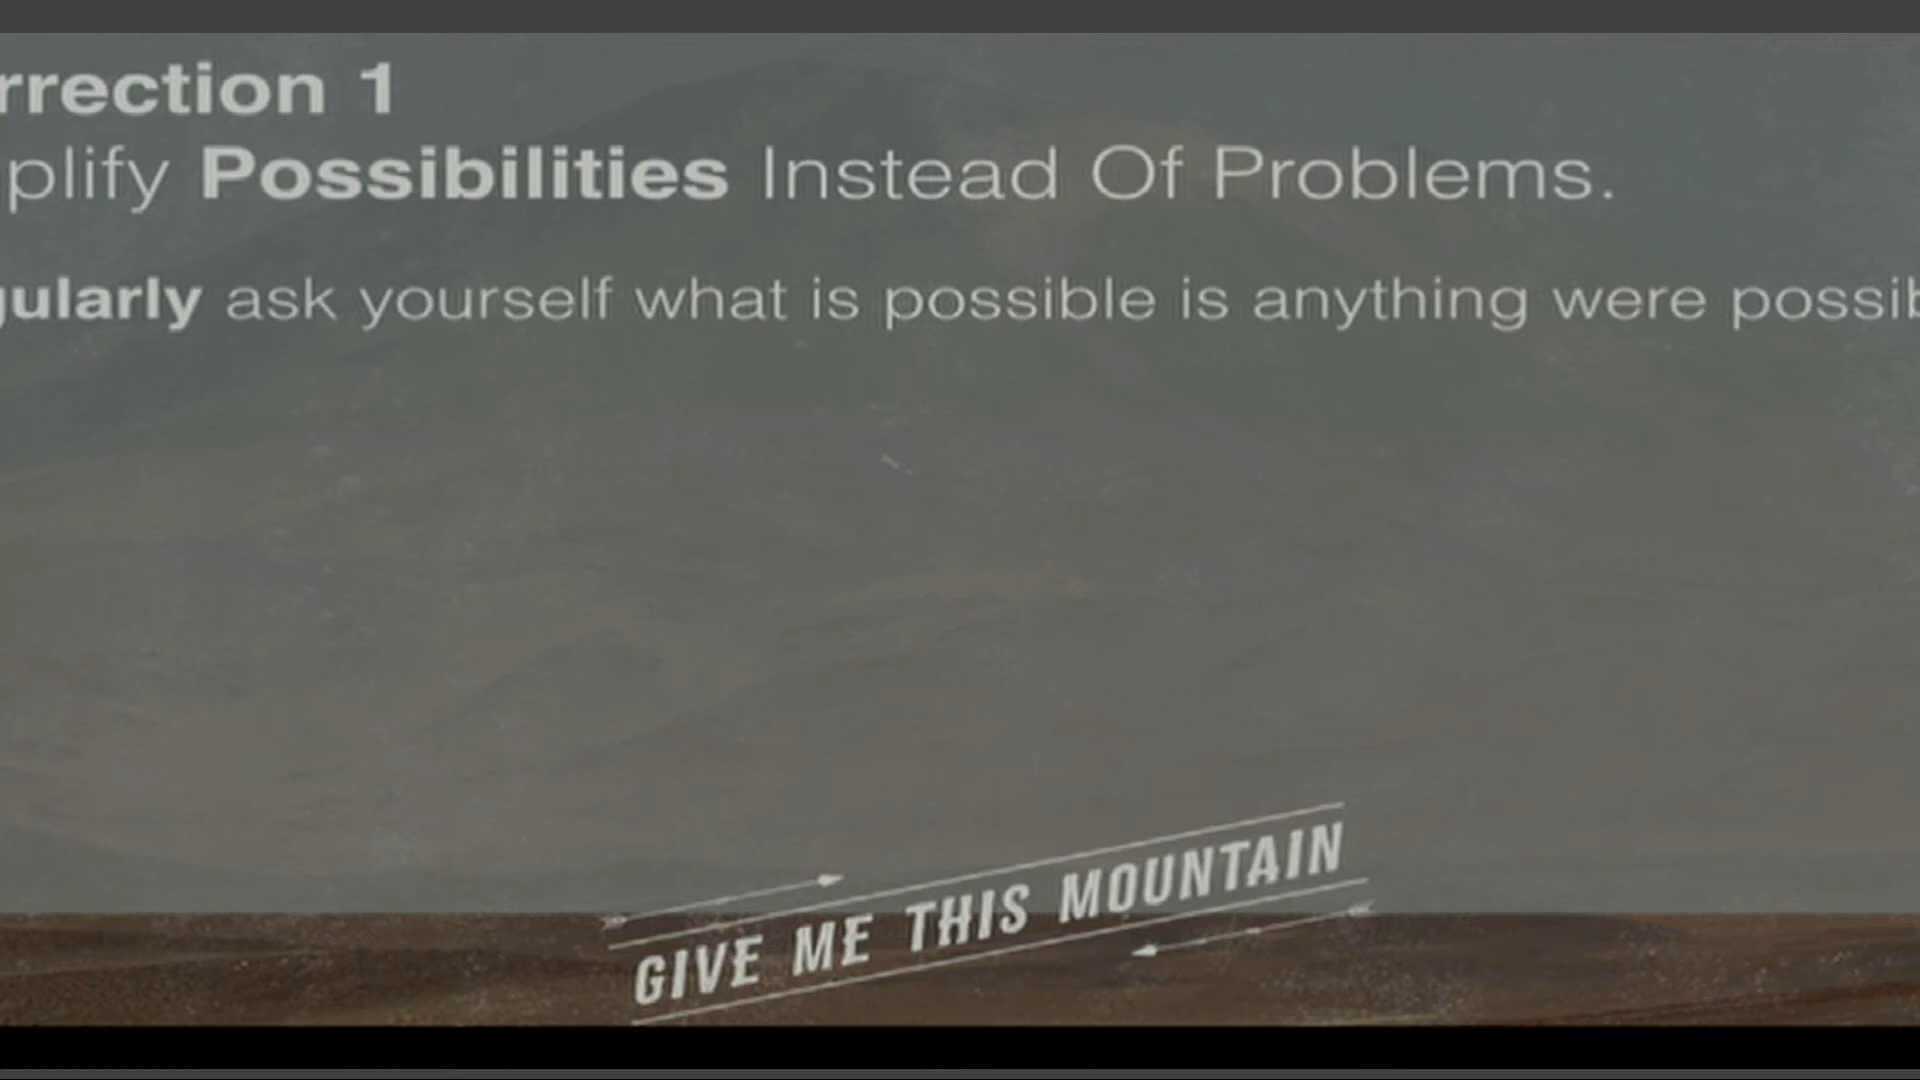 rrection 1
plify Possibilities Instead Of Problems.
gularly ask yourself what is possible is anything were possib
GIVE ME THIS MOUNTAIN